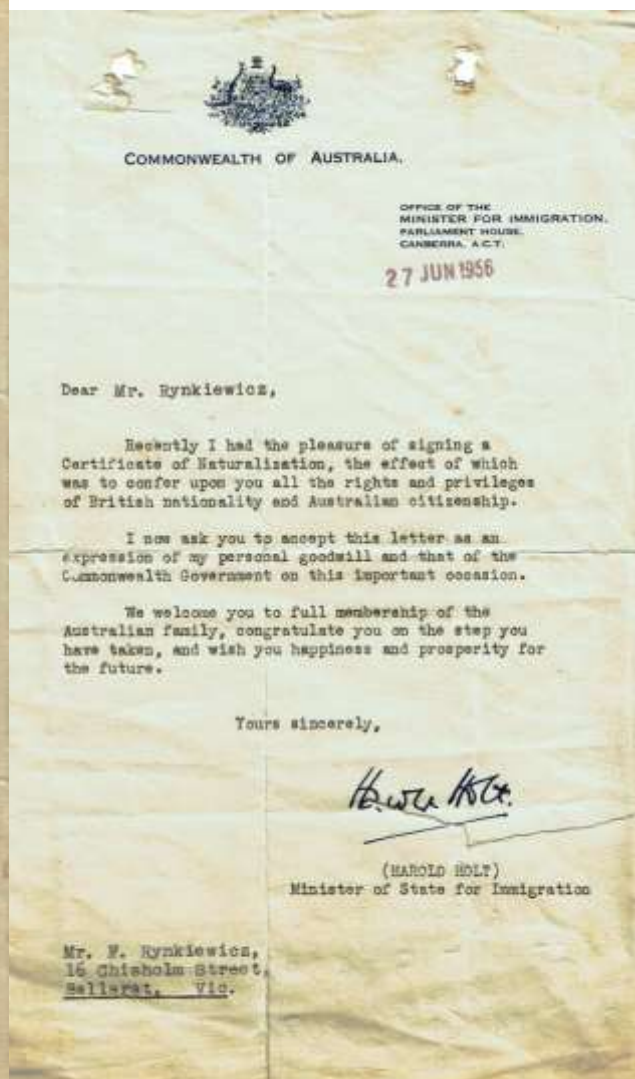 COMMONWEALTH OF AUSTRALIA.
OFFICE OF THE
MINISTER FOR IMMIGRATION.
PARLIAMENT HOUSE.
CANBERRA, A.C.T.
27 JUN 1956
Dear Mr. Rynkiewicz,
Recently I had the pleasure of signing a
Certificate of Naturalization, the effect of which
was to confer upon you all the rights and privileges
of British nationality and Australian citizenship.
I now ask you to accept this letter as an
expression of my personal goodwill and that of the
Commonwealth Government on this important occasion.
We welcome you to full membership of the
Australian family, congratulate you on the step you
have taken, and wish you happiness and prosperity for
the future.
Yours sincerely,
Harold Holt.
(HAROLD HOLT)
Minister of State for Immigration
Mr. F. Rynkiewicz,
16 Chisholm Street,
Ballarat, Vic.